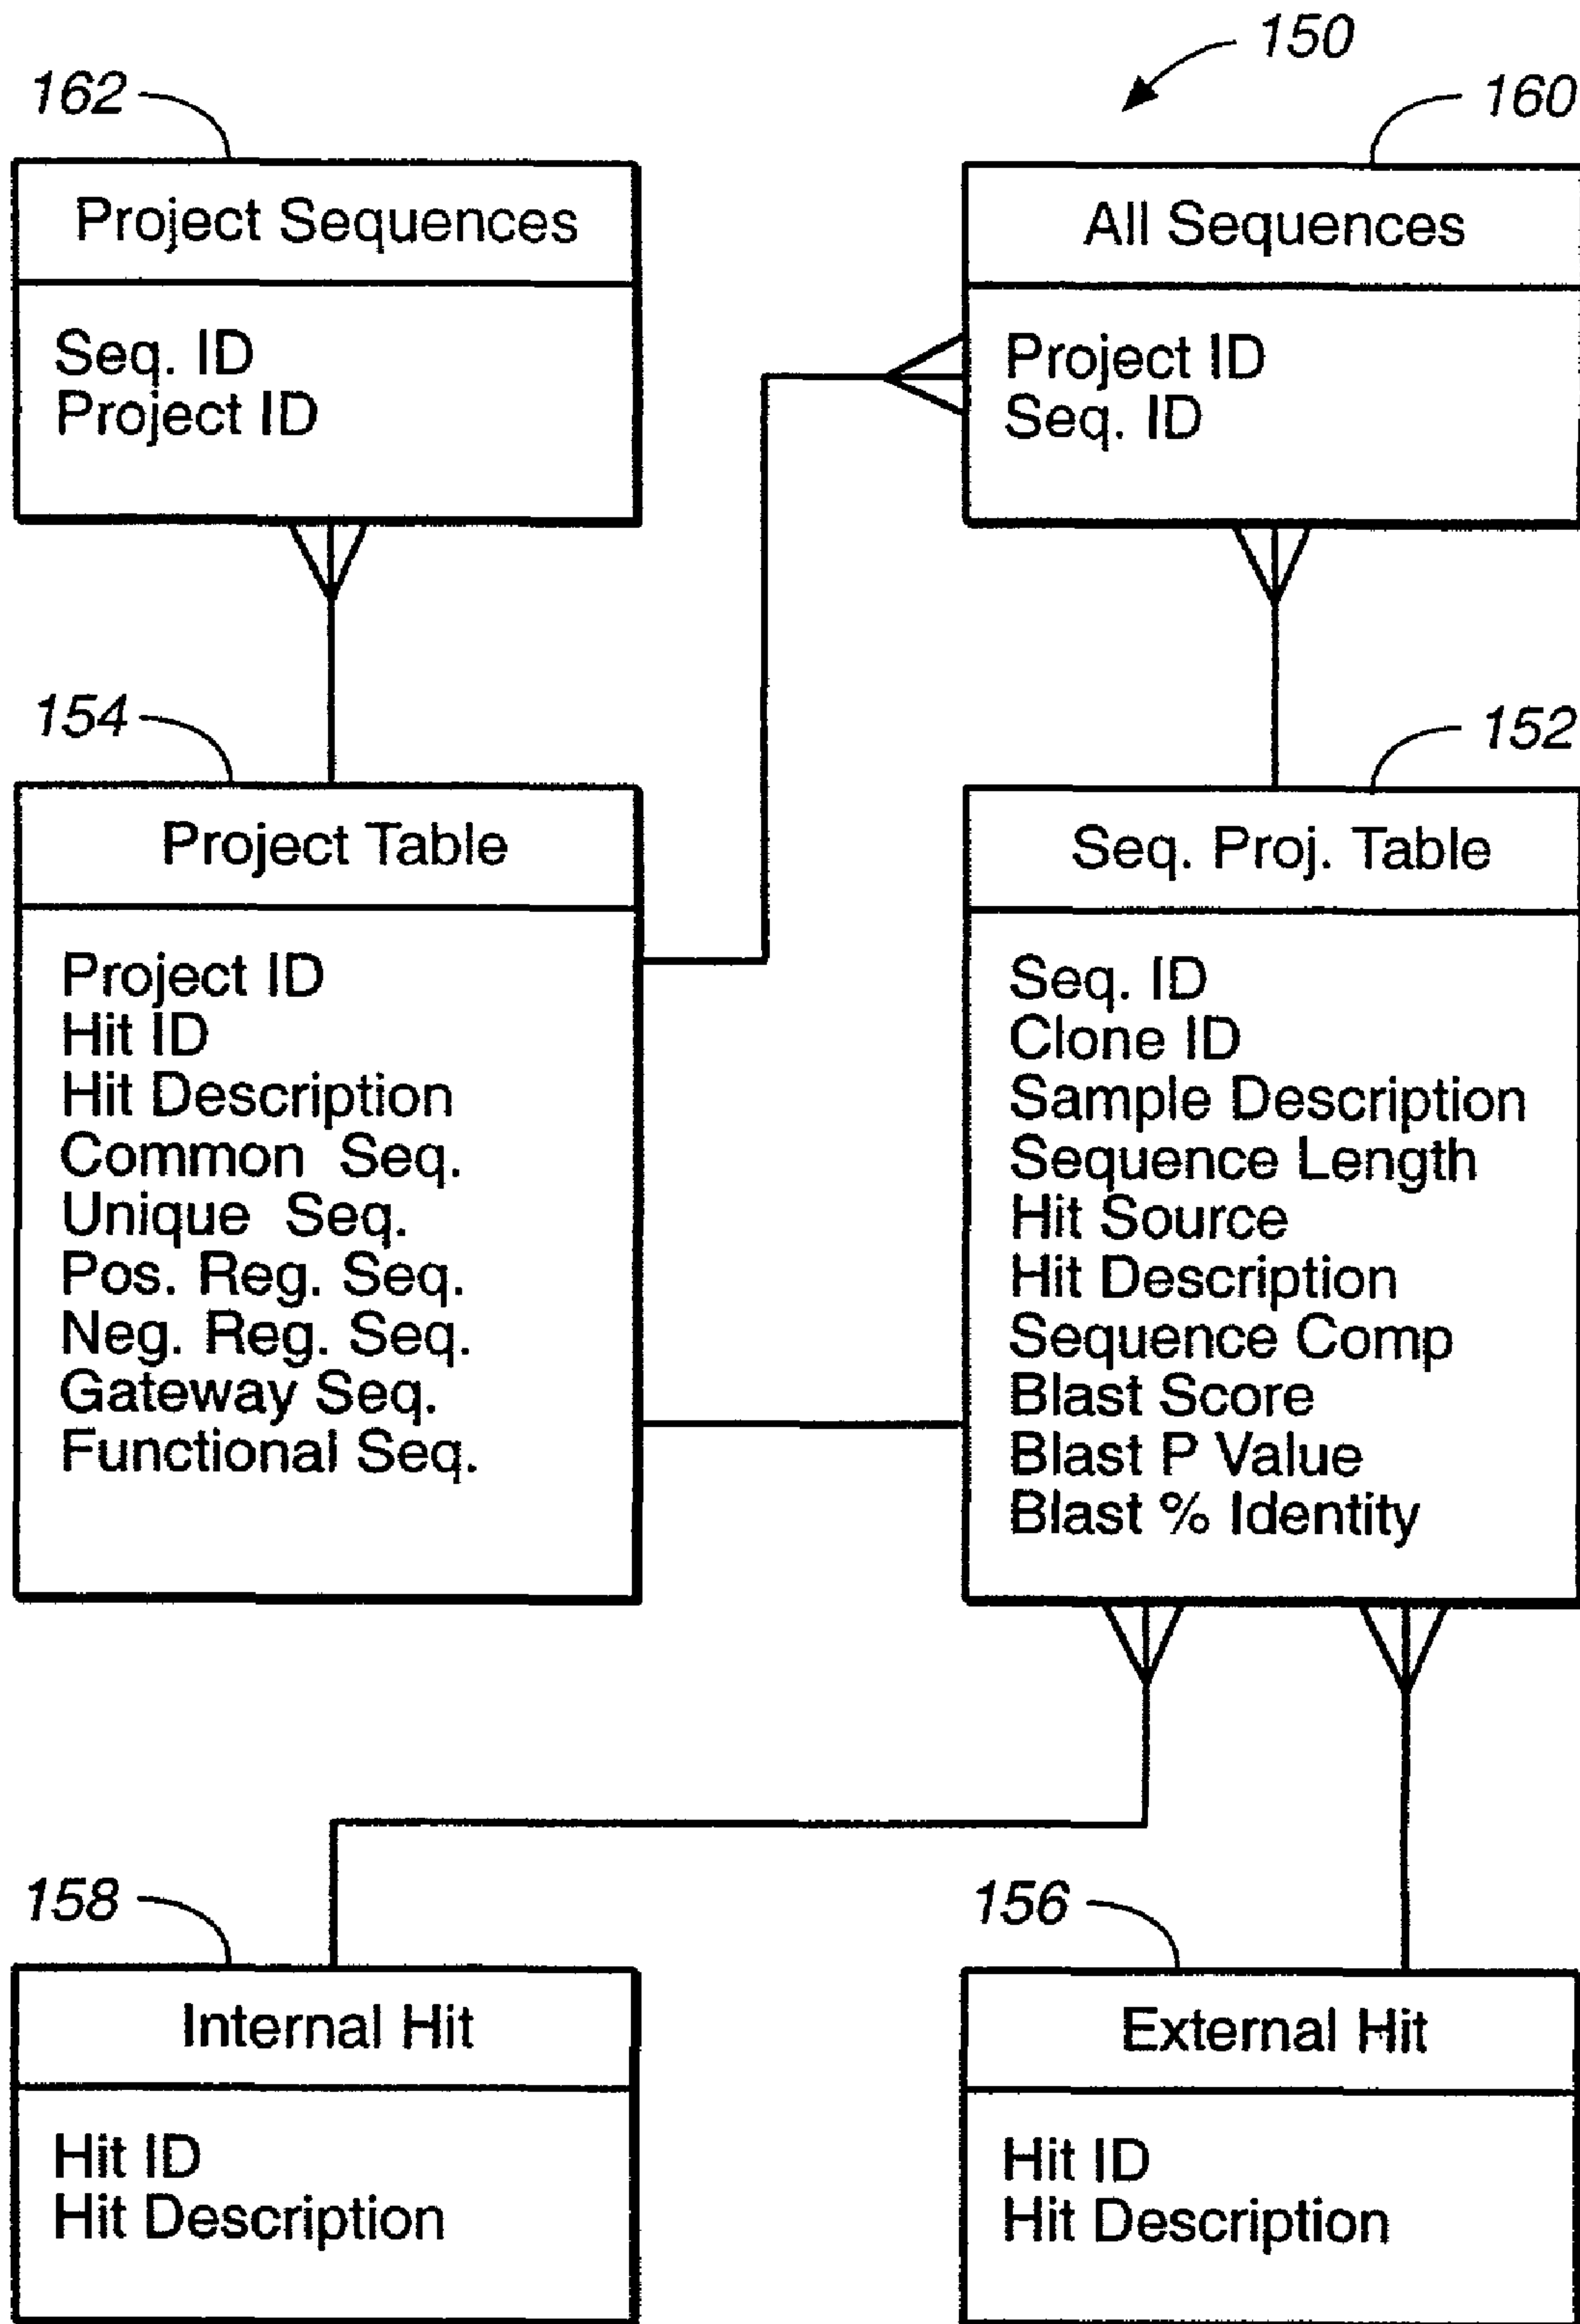 150
162
160
Project Sequences
Seq. ID
Project ID
All Sequences
Project ID
Seq. ID
154
152
Project Table
Project ID
Hit ID
Hit Description
Common Seq.
Unique Seq.
Pos. Reg. Seq.
Neg. Reg. Seq.
Gateway Seq.
Functional Seq.
Seq. Proj. Table
Seq. ID
Clone ID
Sample Description
Sequence Length
Hit Source
Hit Description
Sequence Comp
Blast Score
Blast P Value
Blast % Identity
158
156
Internal Hit
Hit ID
Hit Description
External Hit
Hit ID
Hit Description